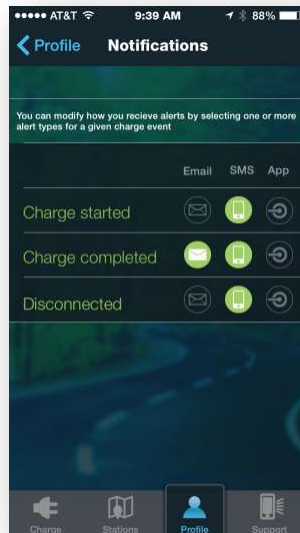 AT&T 9:39 AM 88%
Profile Notifications
You can modify how you recieve alerts by selecting one or more
alert types for a given charge event
Email SMS App
Charge started
Charge completed
Disconnected
Charge Stations Profile Support